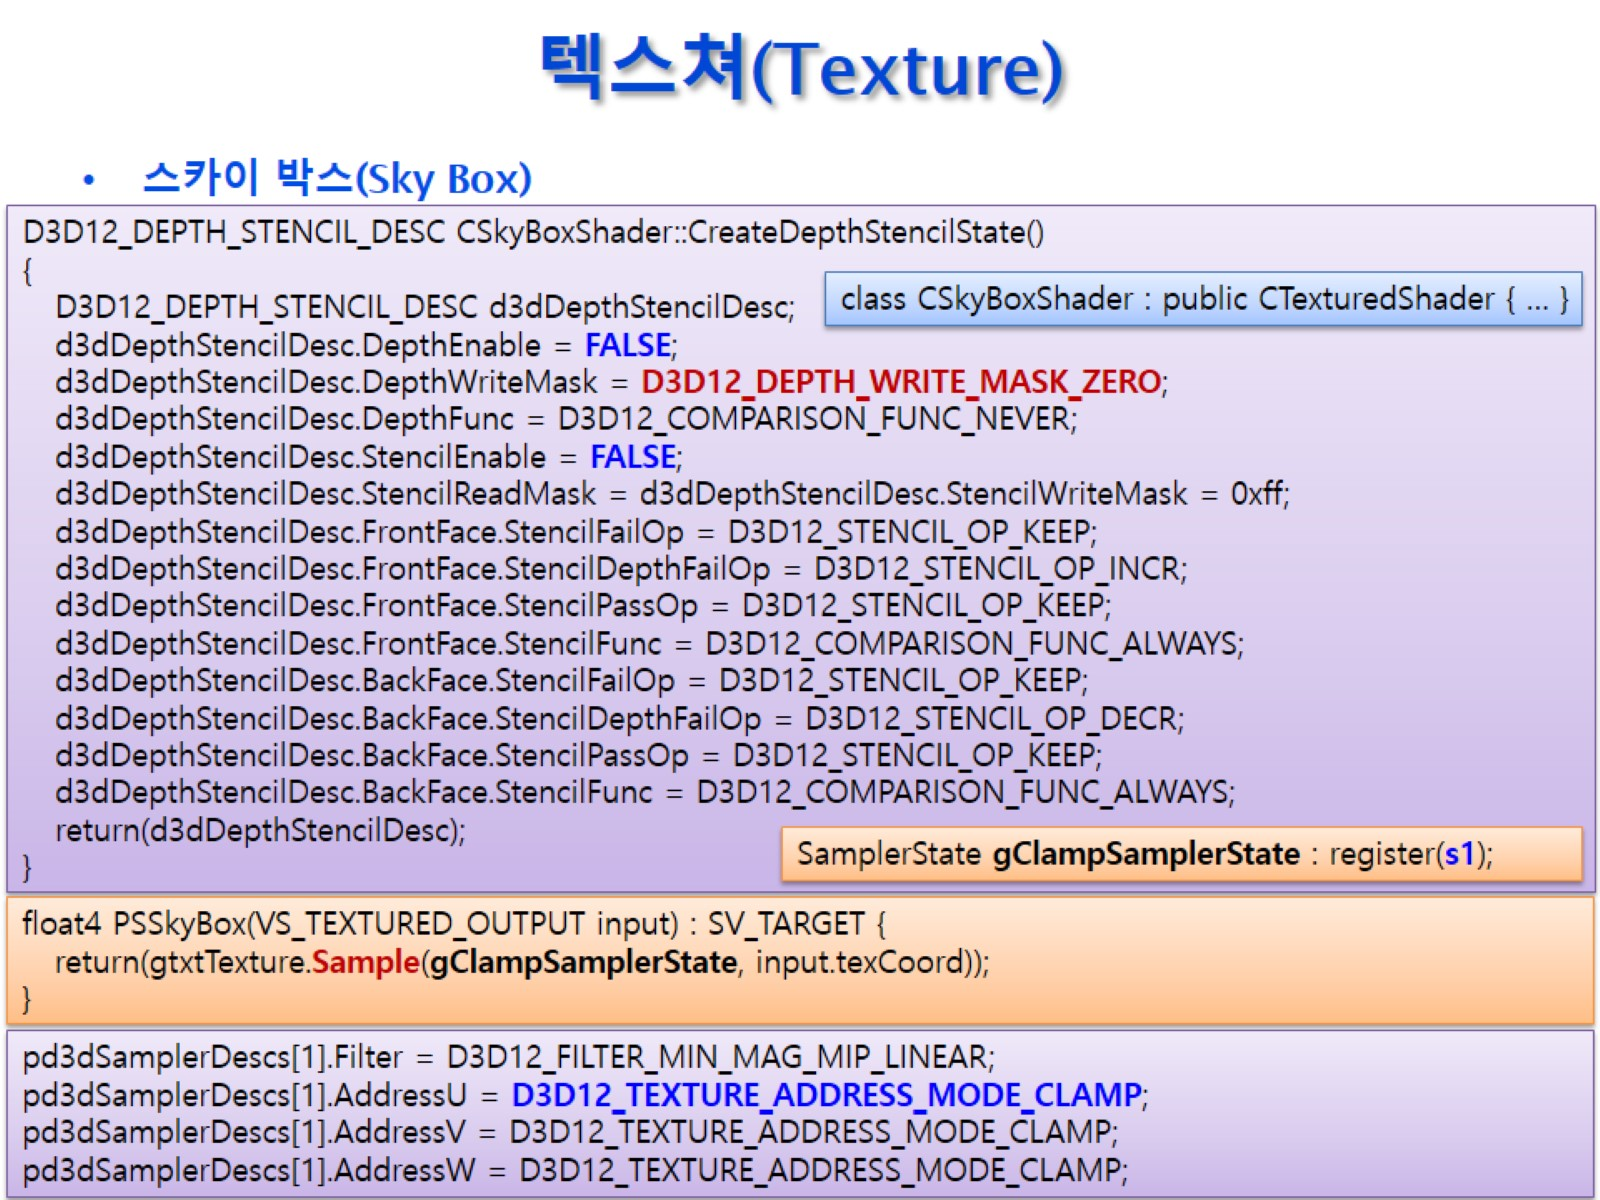 텍스쳐(Texture)
• 스카이 박스(Sky Box)
D3D12_DEPTH_STENCIL_DESC CSkyBoxShader::CreateDepthStencilState()
{
class CSkyBoxShader : public CTexturedShader { ... }
D3D12_DEPTH_STENCIL_DESC d3dDepthStencilDesc;
d3dDepthStencilDesc.DepthEnable = FALSE;
d3dDepthStencilDesc.DepthWriteMask = D3D12_DEPTH_WRITE_MASK_ZERO;
d3dDepthStencilDesc.DepthFunc = D3D12_COMPARISON_FUNC_NEVER;
d3dDepthStencilDesc.StencilEnable = FALSE;
d3dDepthStencilDesc.StencilReadMask = d3dDepthStencilDesc.StencilWriteMask = 0xff;
d3dDepthStencilDesc.FrontFace.StencilFailOp = D3D12_STENCIL_OP_KEEP;
d3dDepthStencilDesc.FrontFace.StencilDepthFailOp = D3D12_STENCIL_OP_INCR;
d3dDepthStencilDesc.FrontFace.StencilPassOp = D3D12_STENCIL_OP_KEEP;
d3dDepthStencilDesc.FrontFace.StencilFunc = D3D12_COMPARISON_FUNC_ALWAYS;
d3dDepthStencilDesc.BackFace.StencilFailOp = D3D12_STENCIL_OP_KEEP;
d3dDepthStencilDesc.BackFace.StencilDepthFailOp = D3D12_STENCIL_OP_DECR;
d3dDepthStencilDesc.BackFace.StencilPassOp = D3D12_STENCIL_OP_KEEP;
d3dDepthStencilDesc.BackFace.StencilFunc = D3D12_COMPARISON_FUNC_ALWAYS;
return(d3dDepthStencilDesc);
}
SamplerState gClampSamplerState : register(s1);
float4 PSSkyBox(VS_TEXTURED_OUTPUT input) : SV_TARGET {
return(gtxtTexture.Sample(gClampSamplerState, input.texCoord));
}
pd3dSamplerDescs[1].Filter = D3D12_FILTER_MIN_MAG_MIP_LINEAR;
pd3dSamplerDescs[1].AddressU = D3D12_TEXTURE_ADDRESS_MODE_CLAMP;
pd3dSamplerDescs[1].AddressV = D3D12_TEXTURE_ADDRESS_MODE_CLAMP;
pd3dSamplerDescs[1].AddressW = D3D12_TEXTURE_ADDRESS_MODE_CLAMP;